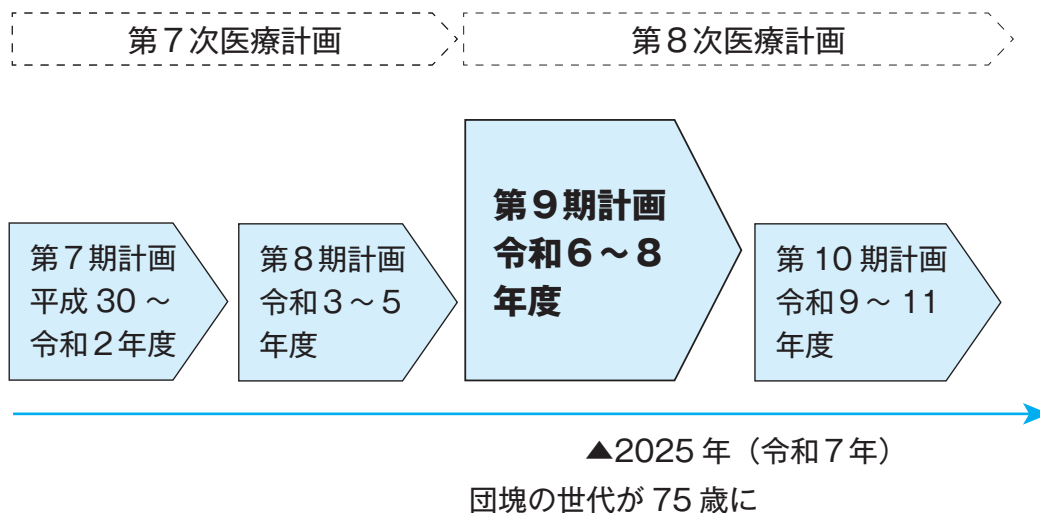 第７次医療計画
第８次医療計画
第７期計画
平成 30 ～
令和２年度
第８期計画
令和３～５
年度
第９期計画
令和６～８
年度
第 10 期計画
令和９～ 11
年度
▲2025 年（令和７年）
団塊の世代が 75 歳に